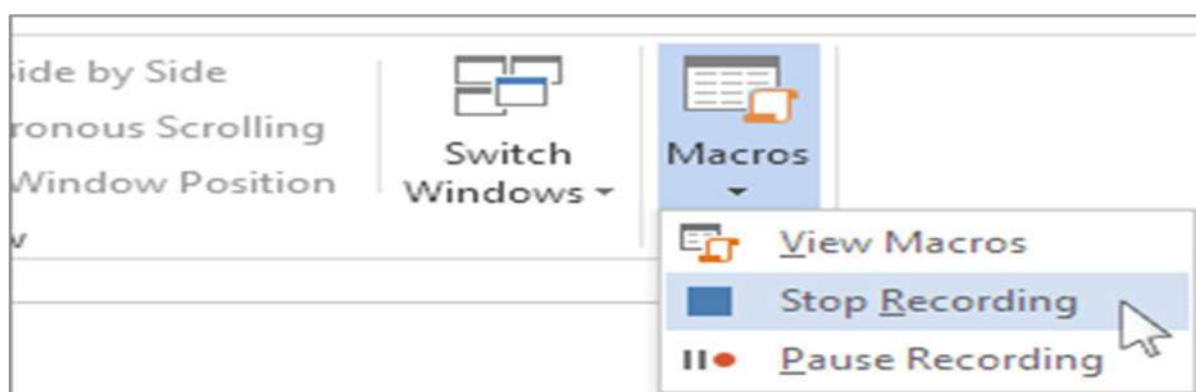 ide by Side
ronous Scrolling
Window Position
Switch
Windows
Macros
View Macros
Stop Recording
Pause Recording